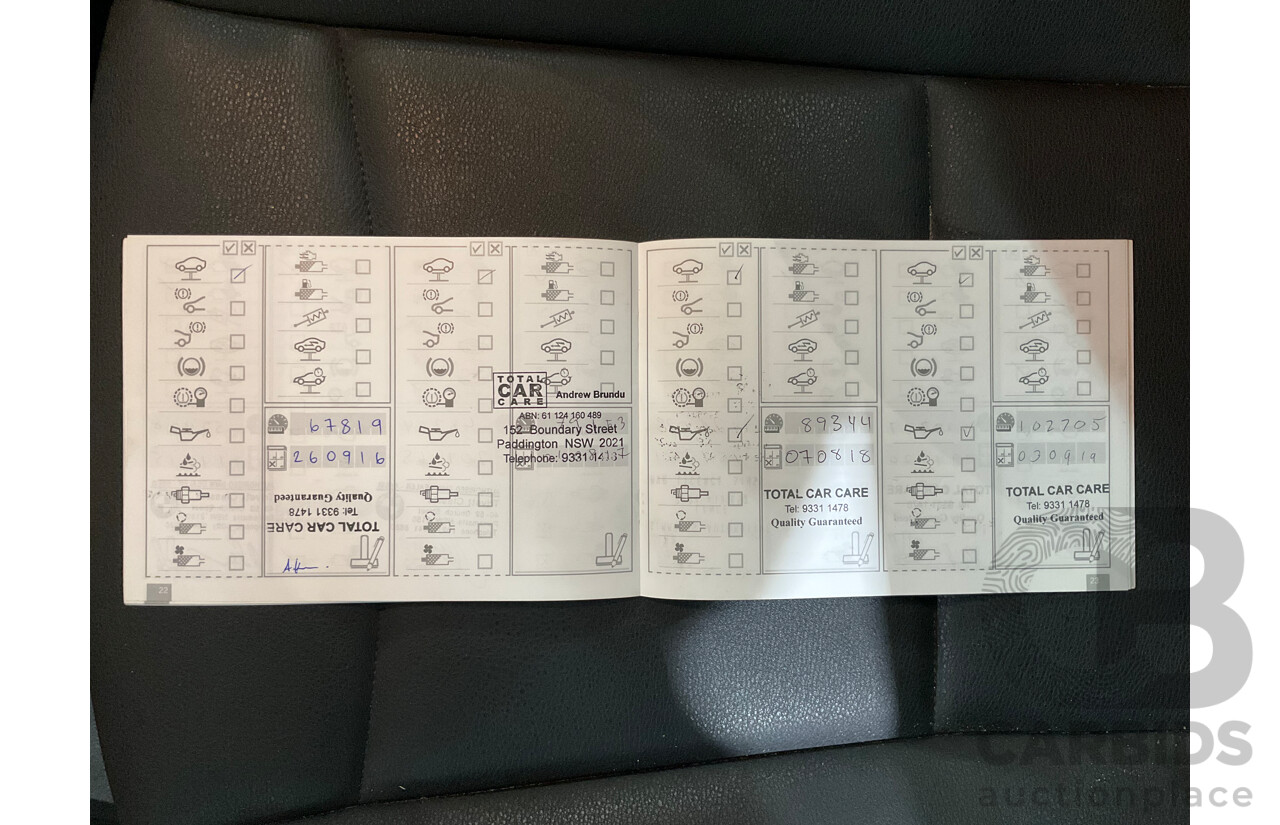 67819
260916
Quality Guaranteed
Tel: 9331 1478
TOTAL CAR CARE
22
TOTAL
CAR
CARE
Andrew Brundu
ABN: 61 124 160 489
152 Boundary Street
Paddington NSW 2021
Telephone:
89344
070818
TOTAL CAR CARE
Tel: 9331 1478
Quality Guaranteed
102705
030919
TOTAL CAR CARE
Tel: 9331 1478
Quality Guaranteed
CARBIDS
auctionplace